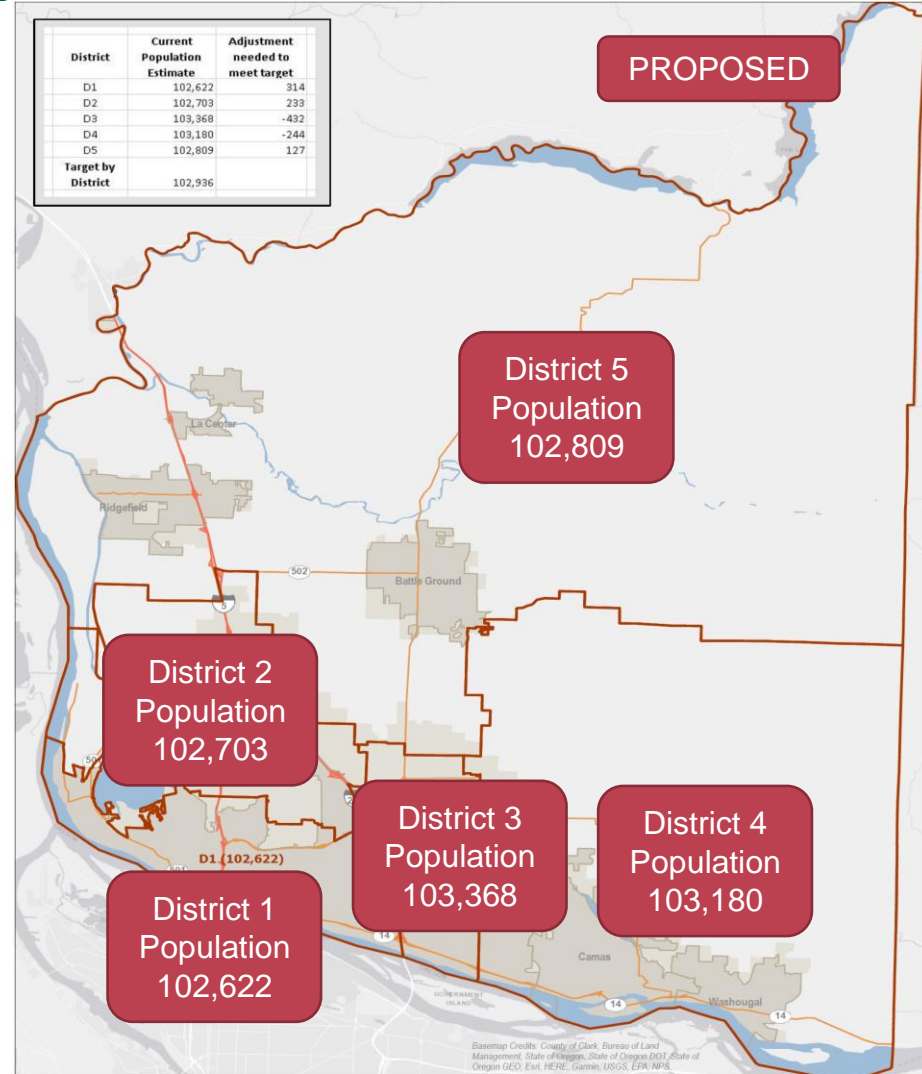 District Current Population Estimate Adjustment needed to meet target
D1 102,622 314
D2 102,703 233
D3 103,368 -432
D4 103,180 -244
D5 102,809 127
Target by District 102,936
PROPOSED
District 5
Population
102,809
La Center
Ridgefield
502
Battle Ground
5
District 2
Population
102,703
District 3
Population
103,368
District 4
Population
103,180
D1 (102,622)
District 1
Population
102,622
14
Camas
GOVERNMENT
ISLAND
14
Washougal
14
Basemap Credits: County of Clark, Bureau of Land
Management, State of Oregon, State of Oregon DOT, State of
Oregon GEO, Esri, HERE, Garmin, USGS, EPA, NPS